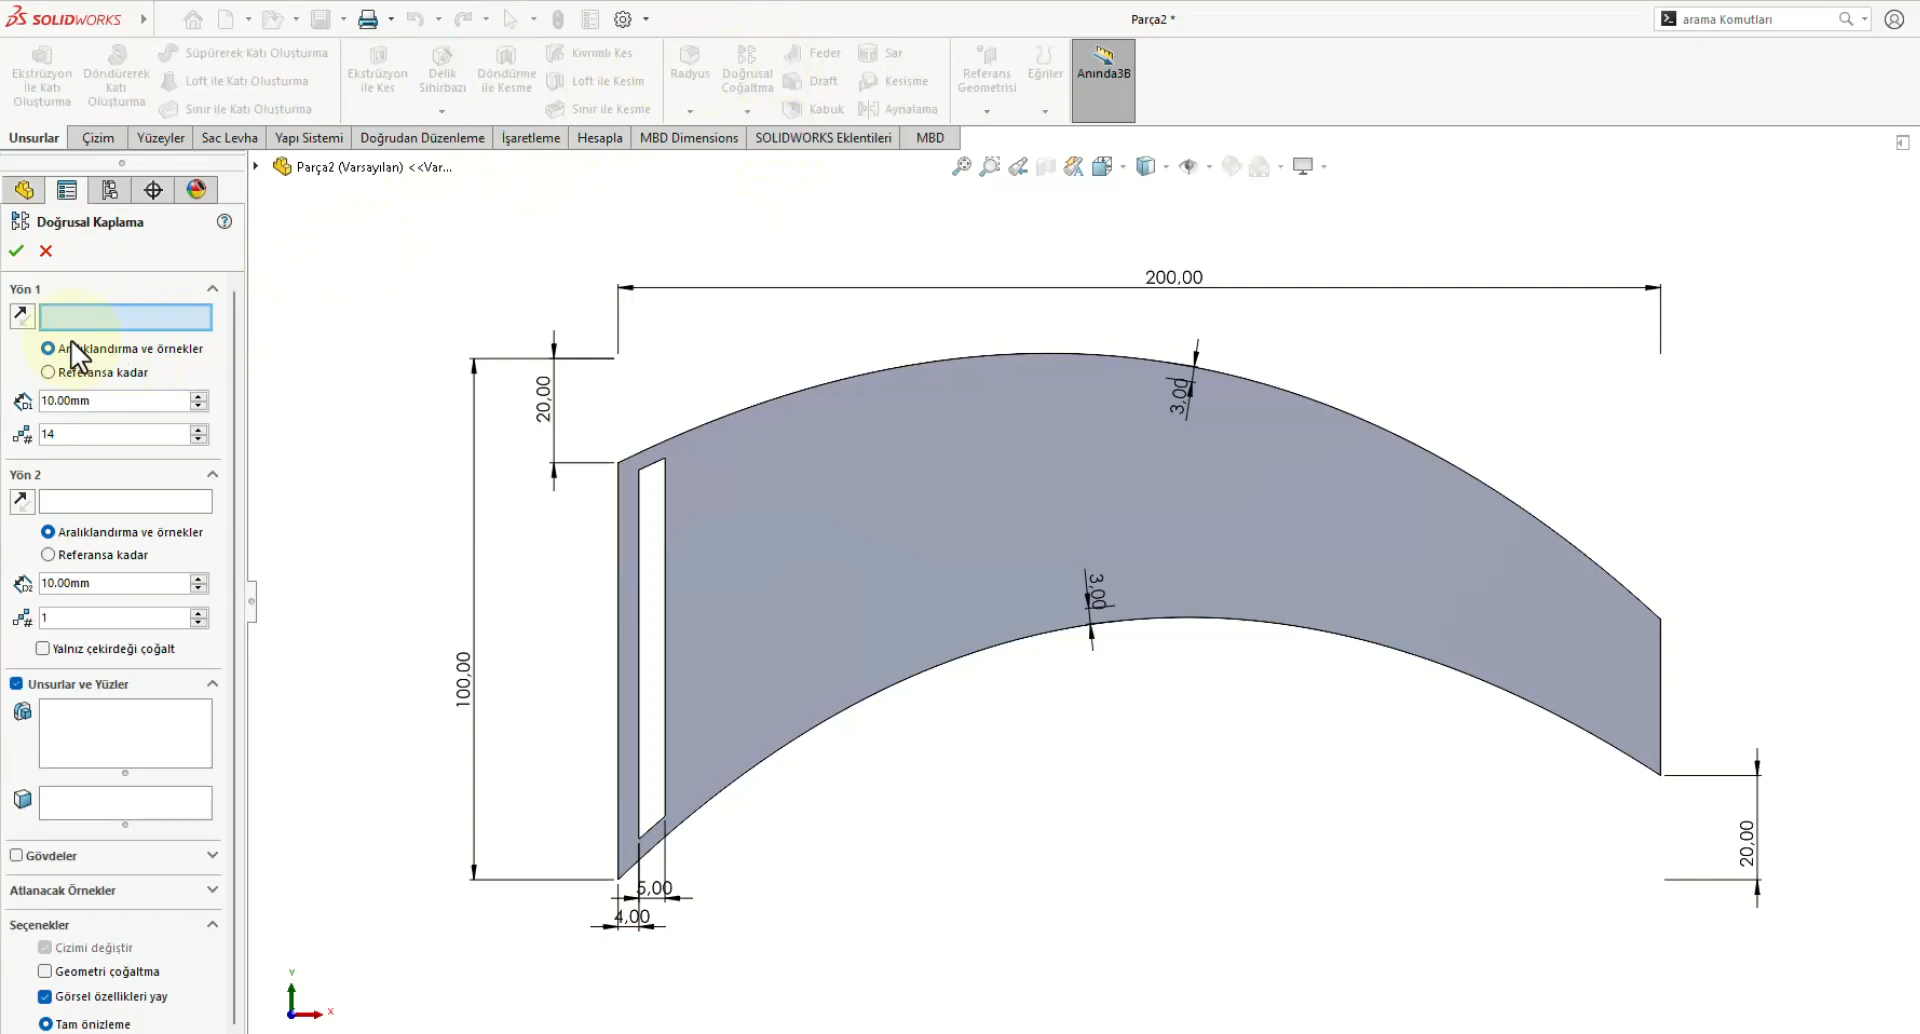 SOLIDWORKS
Parça2 *
arama Komutları
Ekstrüzyon ile Katı Oluşturma
Döndürerek Katı Oluşturma
Süpürerek Katı Oluşturma
Loft ile Katı Oluşturma
Sınır ile Katı Oluşturma
Ekstrüzyon ile Kes
Delik Sihirbazı
Döndürme ile Kesme
Kıvrımlı Kes
Loft ile Kesim
Sınır ile Kesme
Radyus
Doğrusal Çoğaltma
Feder
Draft
Kabuk
Sar
Kesişme
Aynalama
Referans Geometrisi
Eğriler
Anında3B
Unsurlar
Çizim
Yüzeyler
Sac Levha
Yapı Sistemi
Doğrudan Düzenleme
İşaretleme
Hesapla
MBD Dimensions
SOLIDWORKS Eklentileri
MBD
Parça2 (Varsayılan) <<Var...
Doğrusal Kaplama
Yön 1
Aralıklandırma ve örnekler
Referansa kadar
D1
10.00mm
#
14
Yön 2
Aralıklandırma ve örnekler
Referansa kadar
D2
10.00mm
#
1
Yalnız çekirdeği çoğalt
Unsurlar ve Yüzler
Gövdeler
Atlanacak Örnekler
Seçenekler
Çizimi değiştir
Geometri çoğaltma
Görsel özellikleri yay
Tam önizleme
200,00
20,00
3,00
3,00
100,00
20,00
5,00
4,00
Y
X